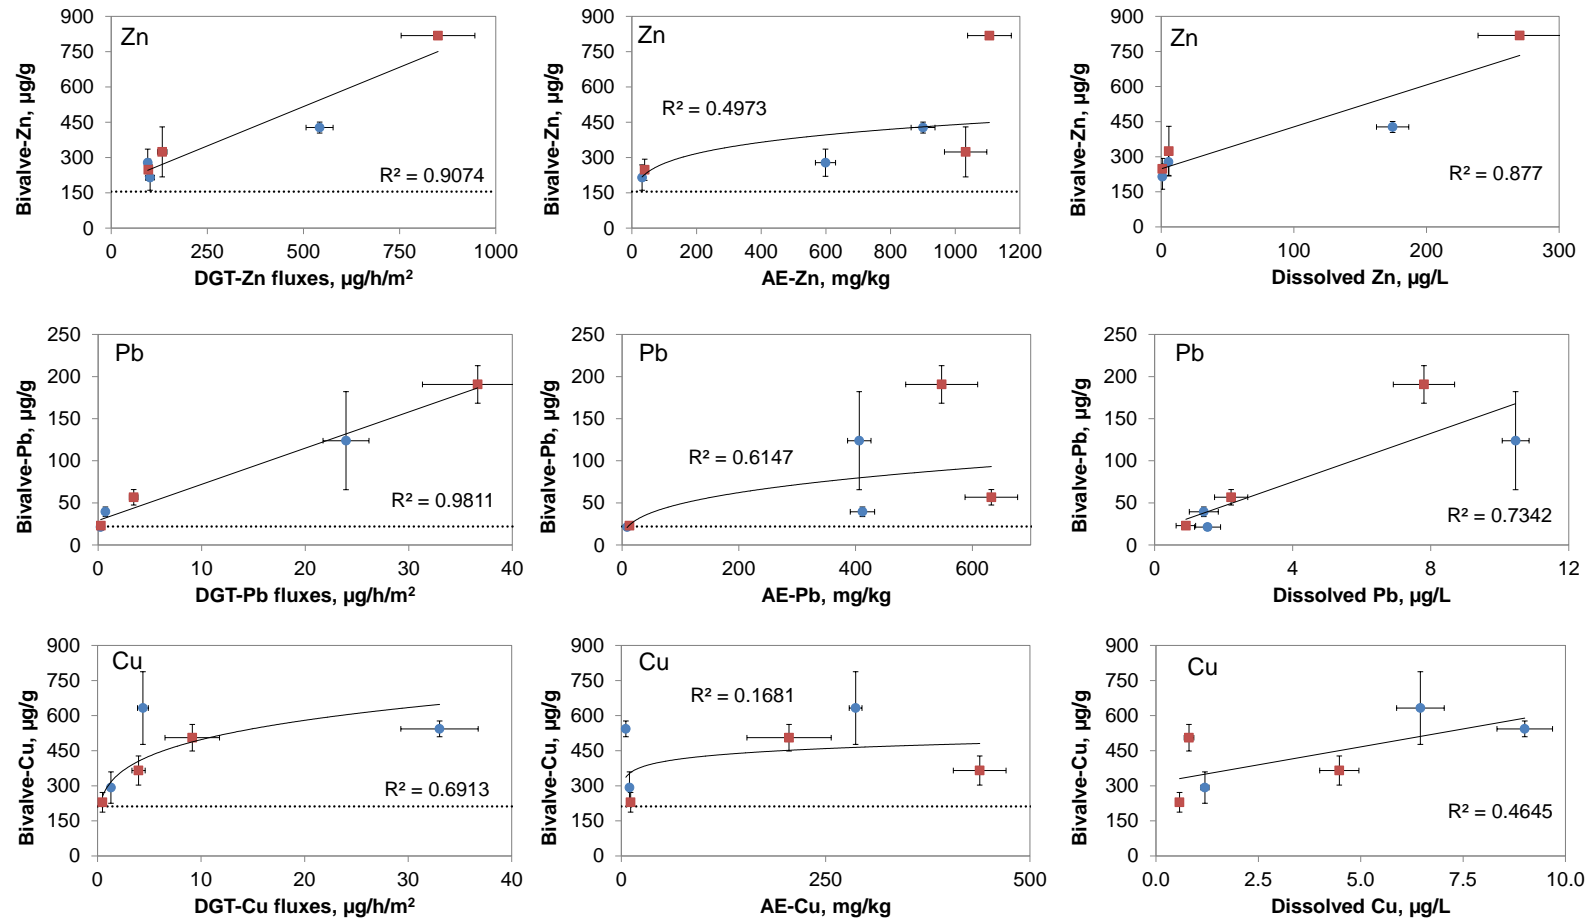 Zn
Bivalve-Zn, µg/g
900
750
600
450
300
150
0
R² = 0.9074
0 250 500 750 1000
DGT-Zn fluxes, µg/h/m²
Zn
Bivalve-Zn, µg/g
900
750
600
450
300
150
0
R² = 0.4973
0 200 400 600 800 1000 1200
AE-Zn, mg/kg
Zn
Bivalve-Zn, µg/g
900
750
600
450
300
150
0
R² = 0.877
0 100 200 300
Dissolved Zn, µg/L
Pb
Bivalve-Pb, µg/g
250
200
150
100
50
0
R² = 0.9811
0 10 20 30 40
DGT-Pb fluxes, µg/h/m²
Pb
Bivalve-Pb, µg/g
250
200
150
100
50
0
R² = 0.6147
0 200 400 600
AE-Pb, mg/kg
Pb
Bivalve-Pb, µg/g
250
200
150
100
50
0
R² = 0.7342
0 4 8 12
Dissolved Pb, µg/L
Cu
Bivalve-Cu, µg/g
900
750
600
450
300
150
0
R² = 0.6913
0 10 20 30 40
DGT-Cu fluxes, µg/h/m²
Cu
Bivalve-Cu, µg/g
900
750
600
450
300
150
0
R² = 0.1681
0 250 500
AE-Cu, mg/kg
Cu
Bivalve-Cu, µg/g
900
750
600
450
300
150
0
R² = 0.4645
0.0 2.5 5.0 7.5 10.0
Dissolved Cu, µg/L